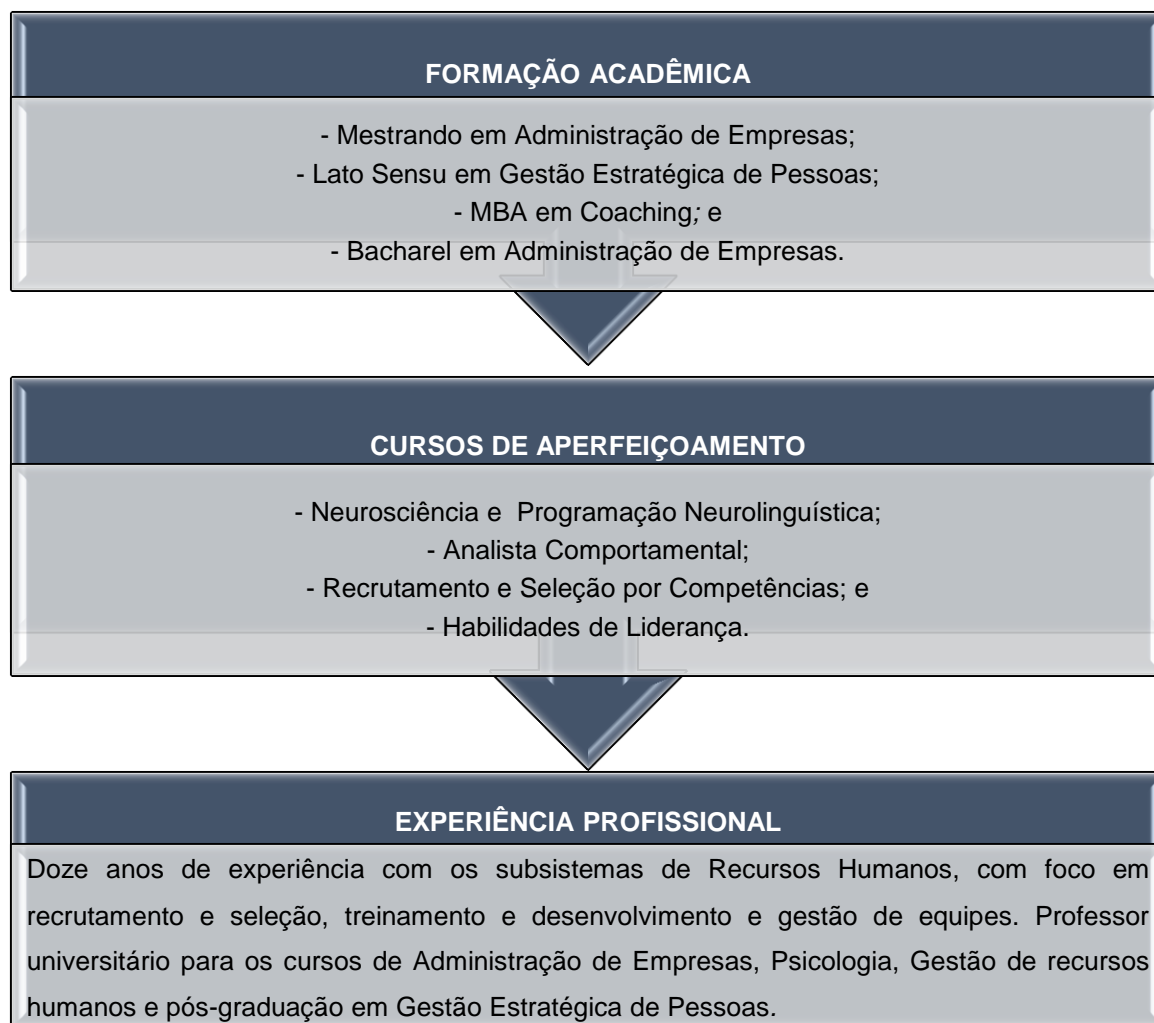 FORMAÇÃO ACADÊMICA
- Mestrando em Administração de Empresas;
- Lato Sensu em Gestão Estratégica de Pessoas;
- MBA em Coaching; e
- Bacharel em Administração de Empresas.
CURSOS DE APERFEIÇOAMENTO
- Neurosciência e  Programação Neurolinguística;
- Analista Comportamental;
- Recrutamento e Seleção por Competências; e
- Habilidades de Liderança.
EXPERIÊNCIA PROFISSIONAL
Doze anos de experiência com os subsistemas de Recursos Humanos, com foco em
recrutamento e seleção, treinamento e desenvolvimento e gestão de equipes. Professor
universitário para os cursos de Administração de Empresas, Psicologia, Gestão de recursos
humanos e pós-graduação em Gestão Estratégica de Pessoas.